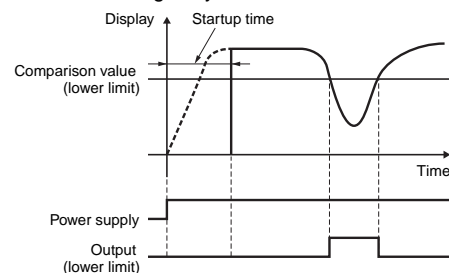 Display
Startup time
Comparison value
(lower limit)
Time
Power supply
Output
(lower limit)